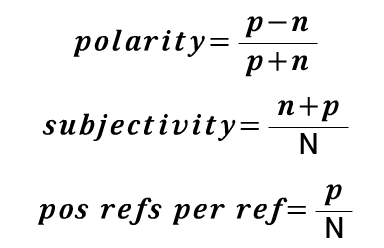 polarity= p−n / p+n
subjectivity= n+p / N
pos refs per ref= p / N